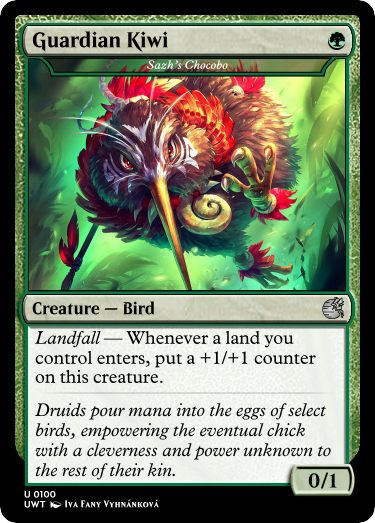 Guardian Kiwi
Sazh's Chocobo
Creature — Bird
Landfall — Whenever a land you
control enters, put a +1/+1 counter
on this creature.
Druids pour mana into the eggs of select
birds, empowering the eventual chick
with a cleverness and power unknown to
the rest of their kin.
0/1
U 0100
UWT Iva Fany Vyhnánková